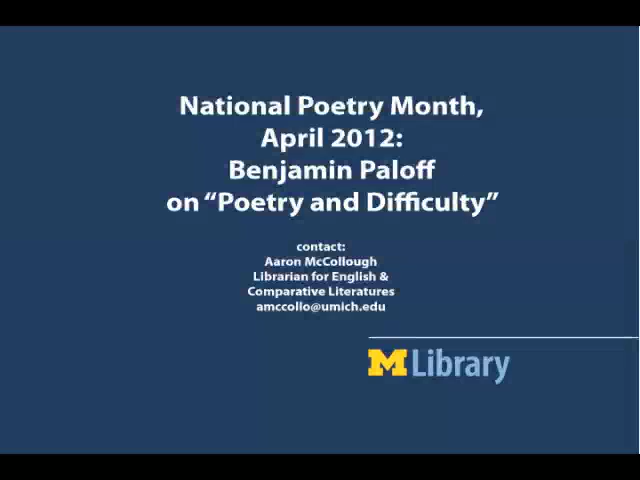 National Poetry Month,
April 2012:
Benjamin Paloff
on “Poetry and Difficulty”
contact:
Aaron McCollough
Librarian for English &
Comparative Literatures
amccollo@umich.edu
M Library